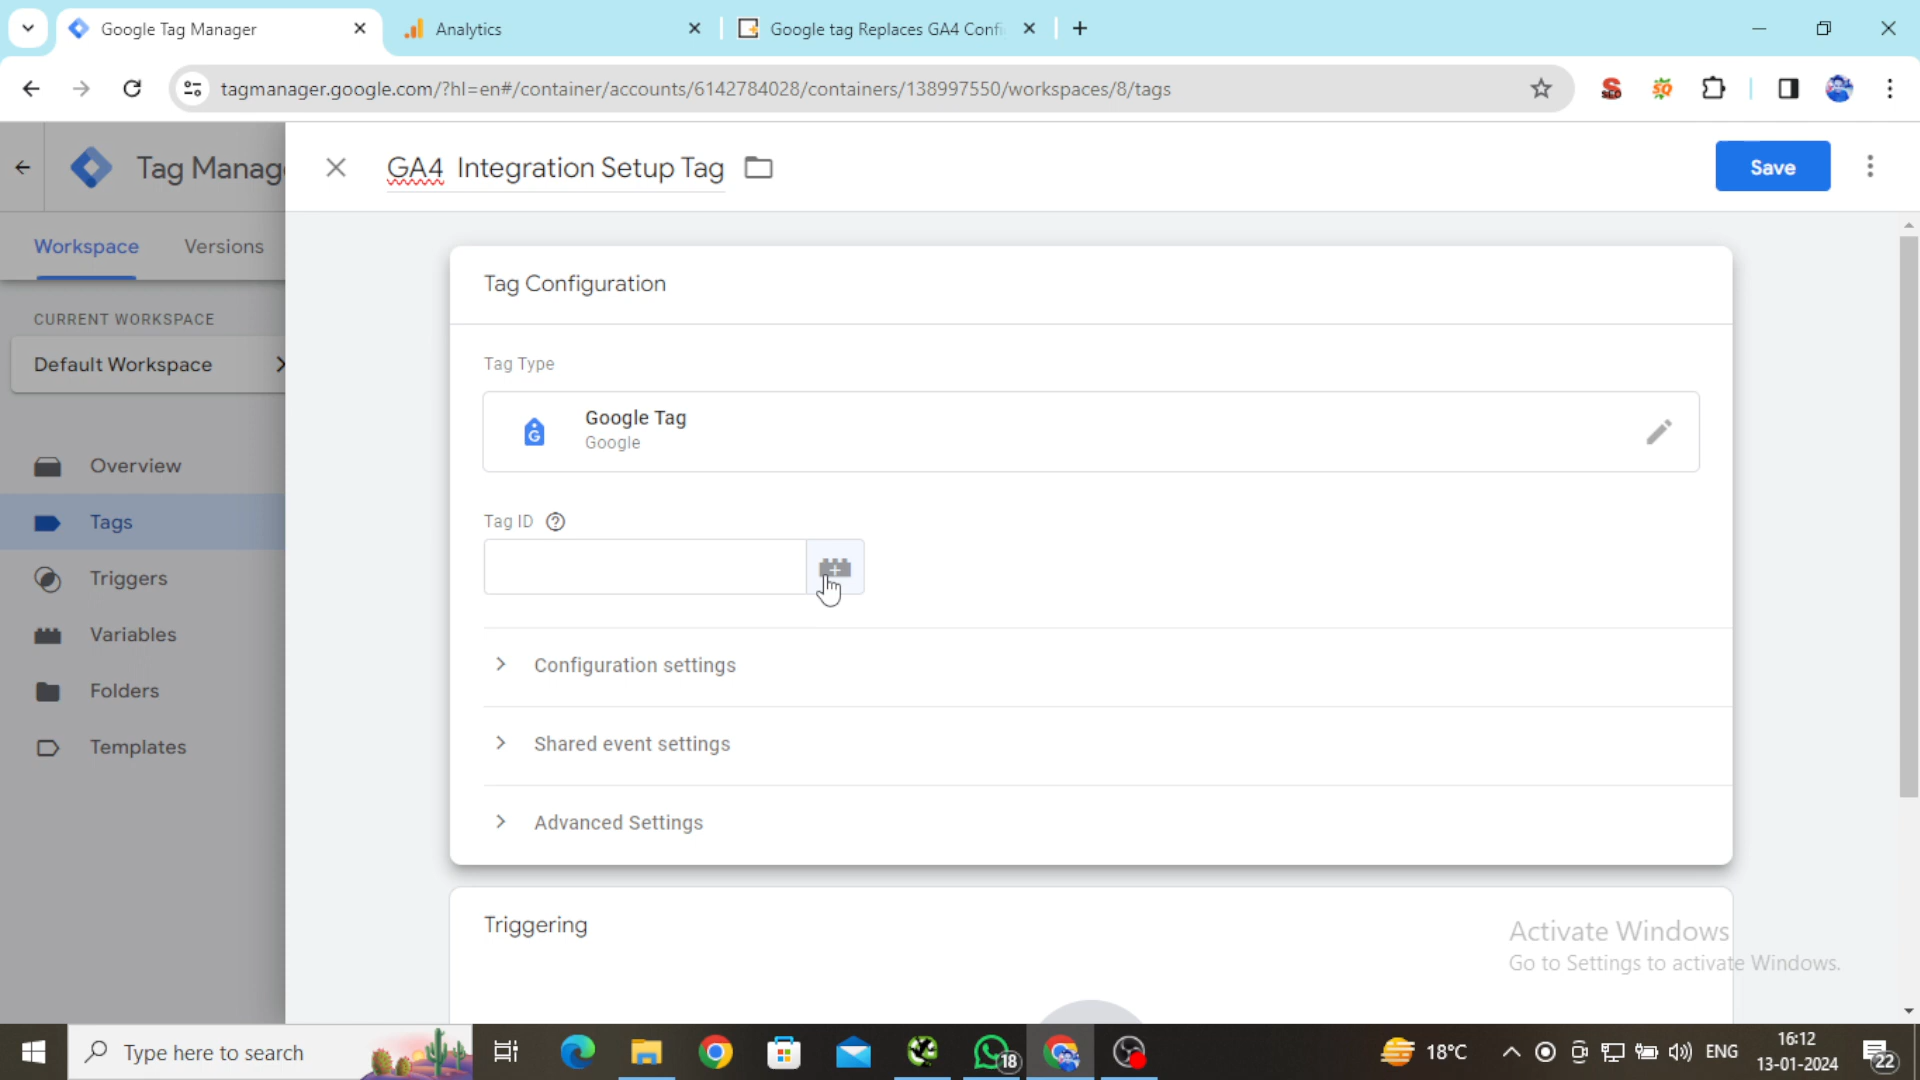 Google Tag Manager
Analytics
Google tag Replaces GA4 Confi
tagmanager.google.com/?hl=en#/container/accounts/6142784028/containers/138997550/workspaces/8/tags
Tag Manag
GA4 Integration Setup Tag
Save
Workspace
Versions
Tag Configuration
CURRENT WORKSPACE
Default Workspace
Tag Type
Google Tag
Google
Overview
Tags
Tag ID
Triggers
Variables
Configuration settings
Folders
Shared event settings
Templates
Advanced Settings
Triggering
Activate Windows
Go to Settings to activate Windows.
Type here to search
18
18°C
ENG
16:12
13-01-2024
22